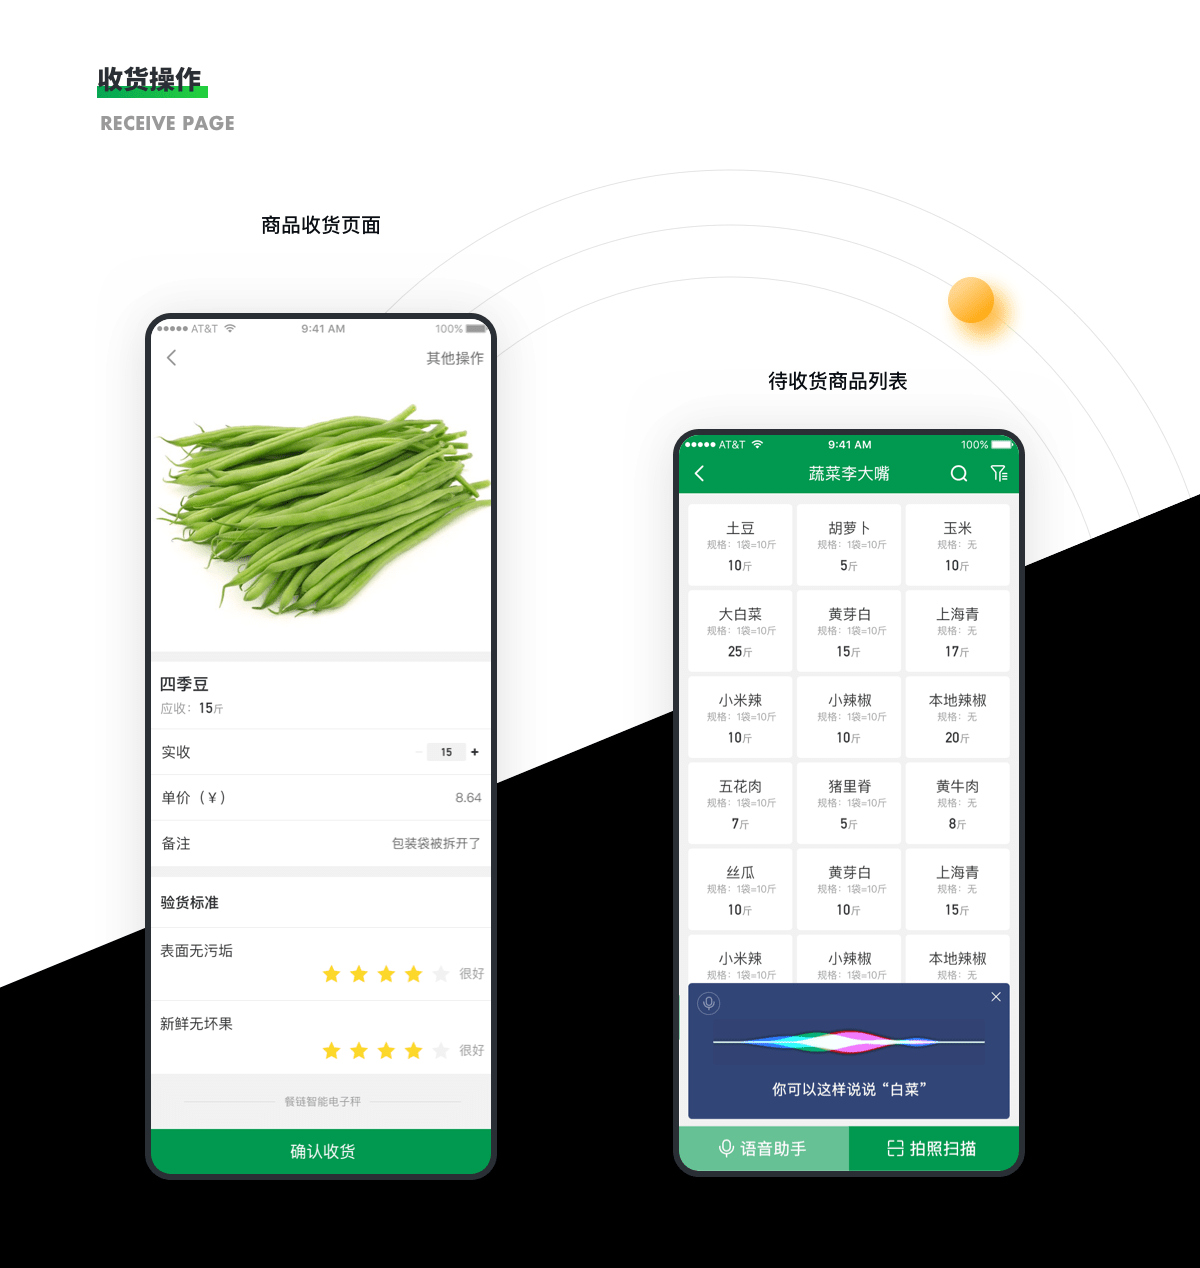 收货操作
RECEIVE PAGE
商品收货页面
AT&T
9:41 AM
100%
其他操作
四季豆
应收：15斤
实收
15
+
单价（¥）
8.64
备注
包装袋被拆开了
验货标准
表面无污垢
很好
新鲜无坏果
很好
餐链智能电子秤
确认收货
待收货商品列表
AT&T
9:41 AM
100%
蔬菜李大嘴
土豆
规格：1袋=10斤
10斤
胡萝卜
规格：1袋=10斤
5斤
玉米
规格：无
10斤
大白菜
规格：1袋=10斤
25斤
黄芽白
规格：1袋=10斤
15斤
上海青
规格：无
17斤
小米辣
规格：1袋=10斤
10斤
小辣椒
规格：1袋=10斤
10斤
本地辣椒
规格：无
20斤
五花肉
规格：1袋=10斤
7斤
猪里脊
规格：1袋=10斤
5斤
黄牛肉
规格：无
8斤
丝瓜
规格：1袋=10斤
10斤
黄芽白
规格：1袋=10斤
10斤
上海青
规格：无
15斤
小米辣
规格：1袋=10斤
小辣椒
规格：1袋=10斤
本地辣椒
规格：无
你可以这样说说“白菜”
语音助手
拍照扫描